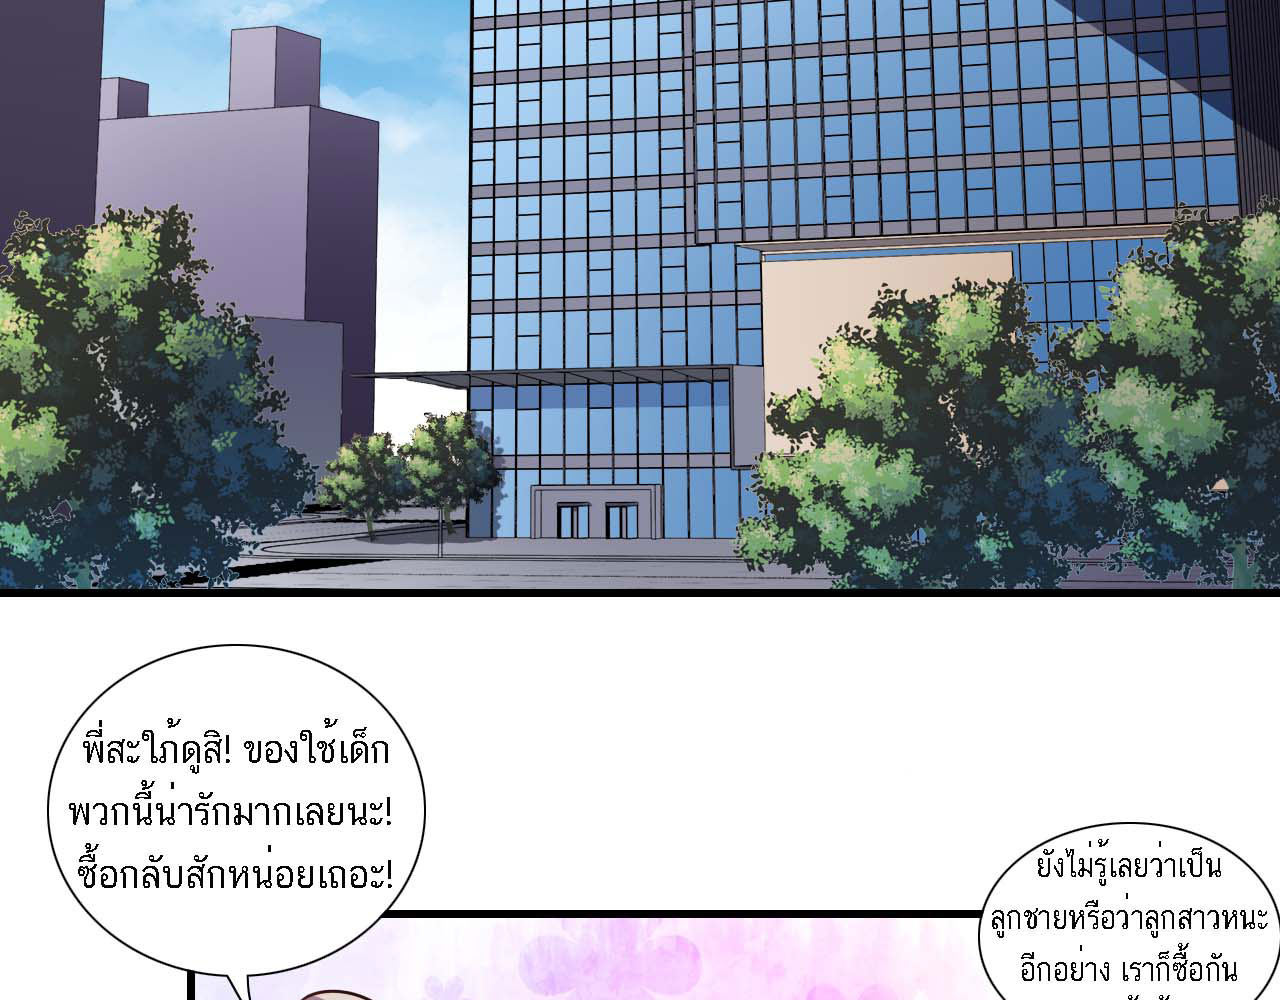 พี่สะใภ้ดูสิ! ของใช้เด็ก
พวกนี้น่ารักมากเลยนะ!
ซื้อกลับสักหน่อยเถอะ!
ยังไม่รู้เลยว่าเป็น
ลูกชายหรือว่าลูกสาวหนะ
อีกอย่าง เราก็ซื้อกัน